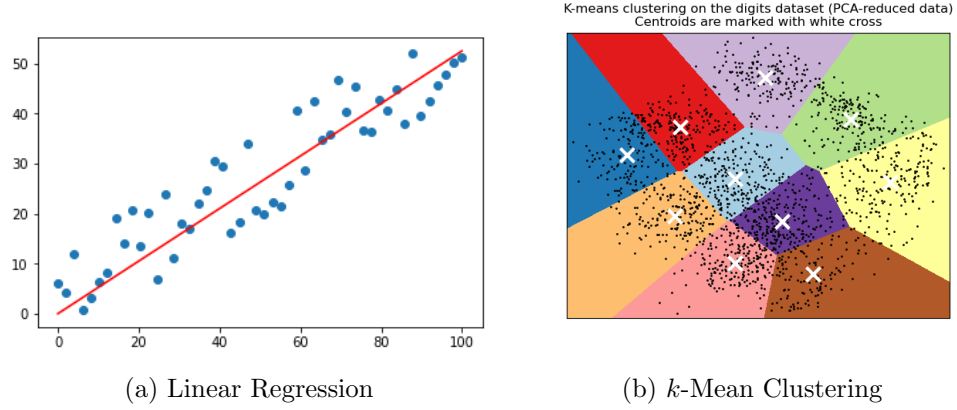 K-means clustering on the digits dataset (PCA-reduced data)
Centroids are marked with white cross
50
40
30
20
10
0
0 20 40 60 80 100
(a) Linear Regression
(b) k-Mean Clustering